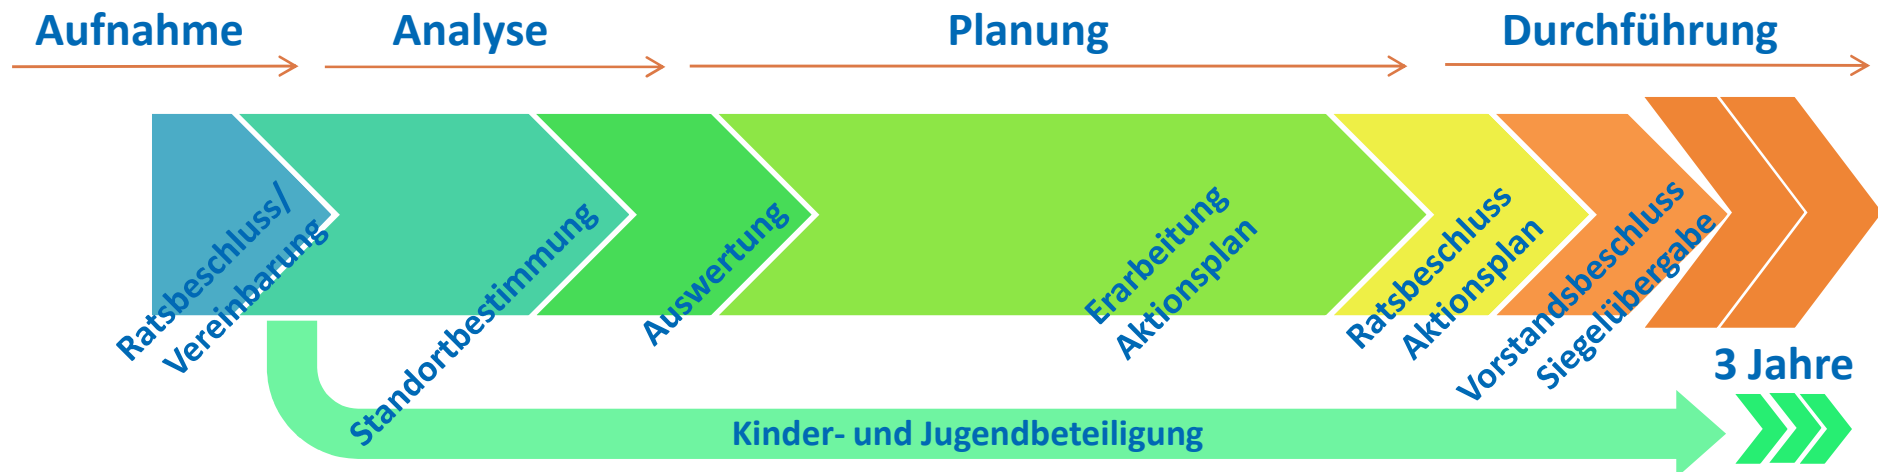 Aufnahme
Analyse
Planung
Durchführung
Ratsbeschluss/
Vereinbarung
Standortbestimmung
Auswertung
Erarbeitung
Aktionsplan
Ratsbeschluss
Aktionsplan
Vorstandsbeschluss
Siegelübergabe
3 Jahre
Kinder- und Jugendbeteiligung